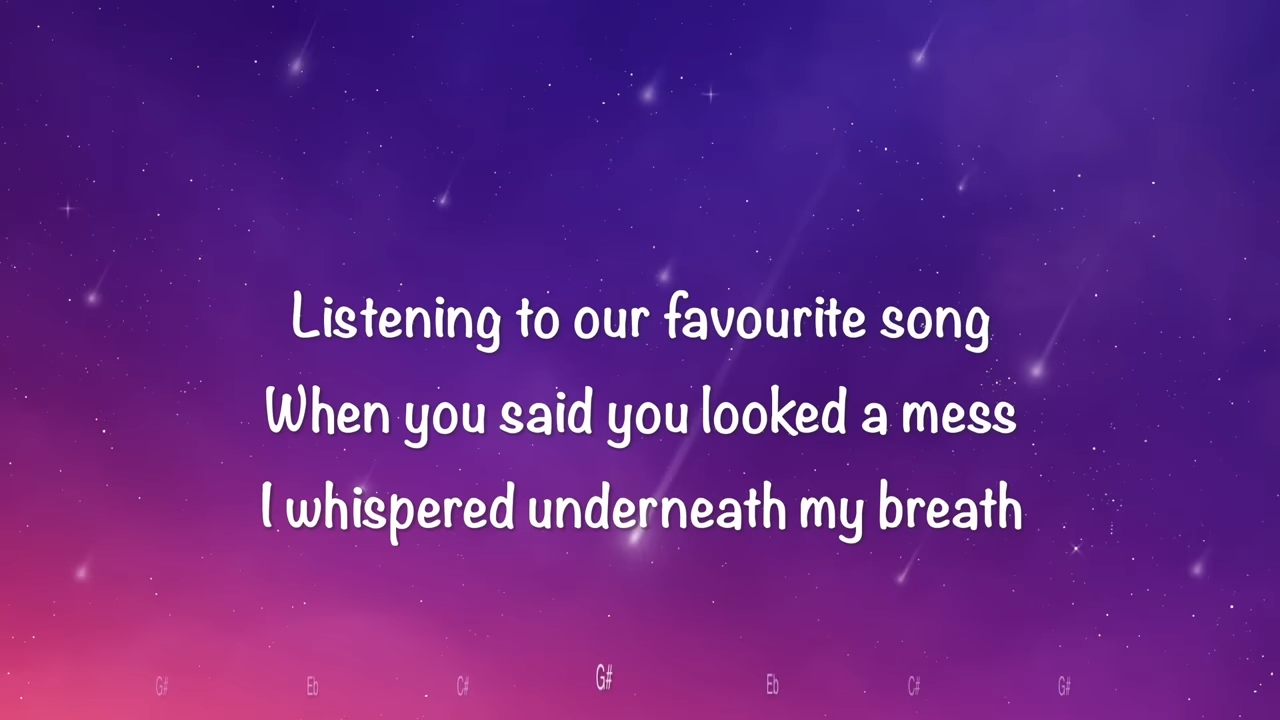 Listening to our favourite song
When you said you looked a mess
I whispered underneath my breath
G# Eb C# G# Eb C# G#